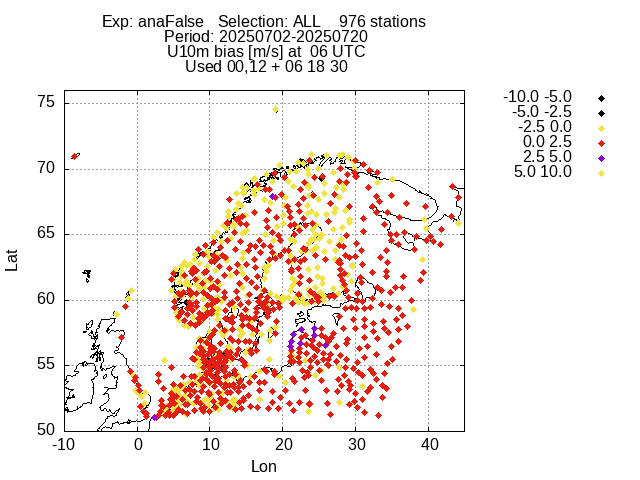 Exp: anaFalse Selection: ALL 976 stations
Period: 20250702-20250720
U10m bias [m/s] at 06 UTC
Used 00,12 + 06 18 30
-10.0 -5.0
-5.0 -2.5
-2.5 0.0
0.0 2.5
2.5 5.0
5.0 10.0
75
70
65
60
55
50
Lat
-10 0 10 20 30 40
Lon